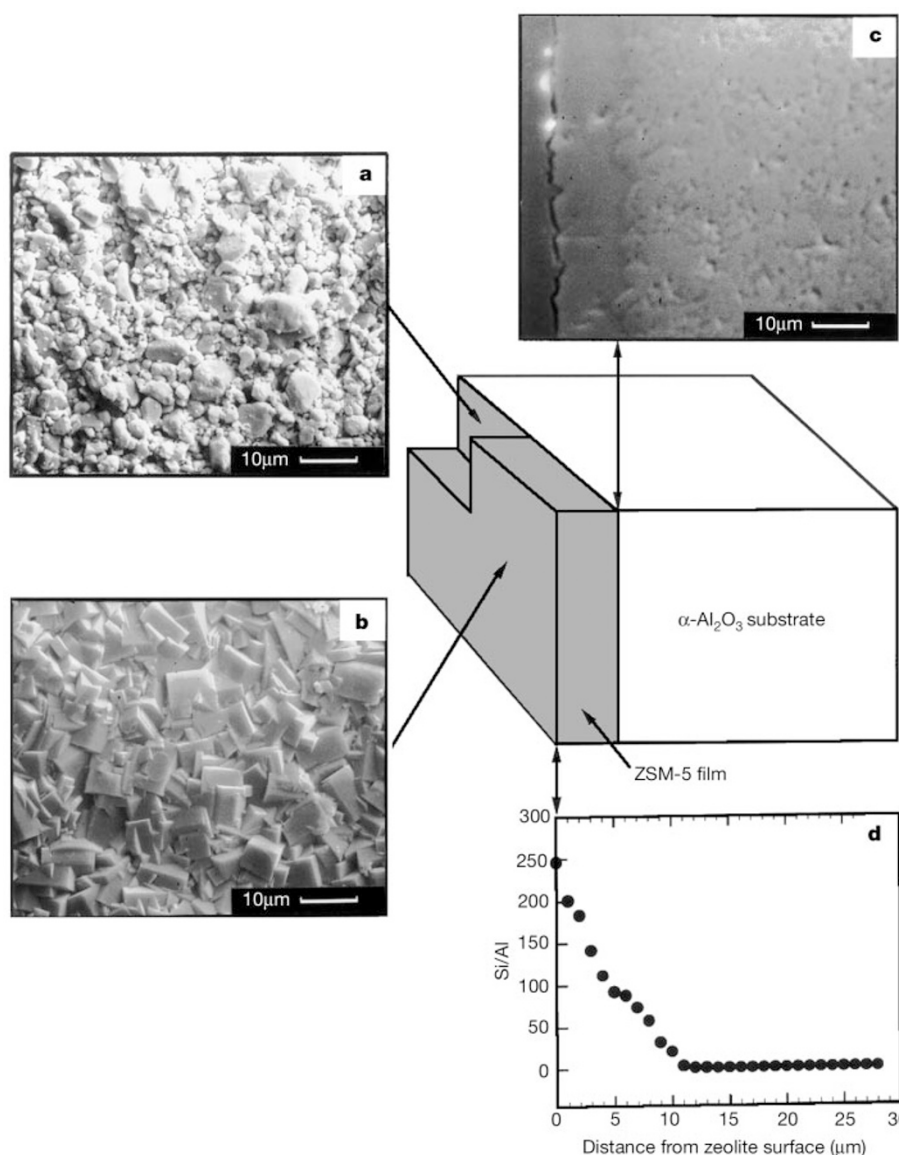 c
10μm
a
10μm
α-Al₂O₃ substrate
b
10μm
ZSM-5 film
d
300
250
200
150
100
50
0
Si/Al
0 5 10 15 20 25 30
Distance from zeolite surface (μm)